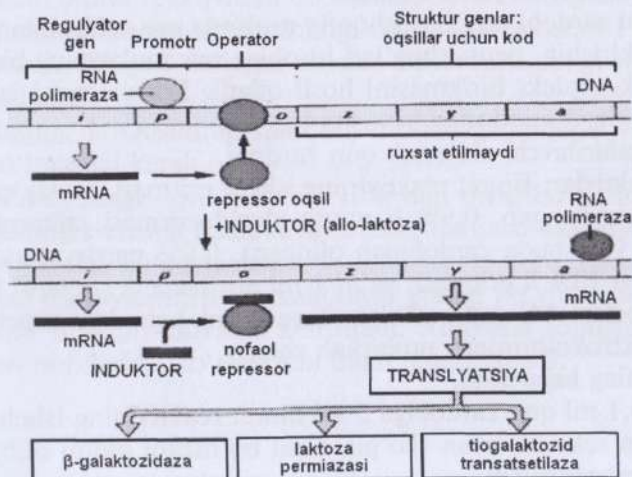 Regulyator
gen
Promotr
Operator
Struktur genlar:
oqsillar uchun kod
RNA
polimeraza
DNA
i
p
o
z
y
a
ruxsat etilmaydi
mRNA
repressor oqsil
+INDUKTOR (allo-laktoza)
RNA
polimeraza
DNA
i
p
o
z
y
a
mRNA
mRNA
INDUKTOR
nofaol
repressor
TRANSLYATSIYA
β-galaktozidaza
laktoza
permiazasi
tiogalaktozid
transatsetilaza